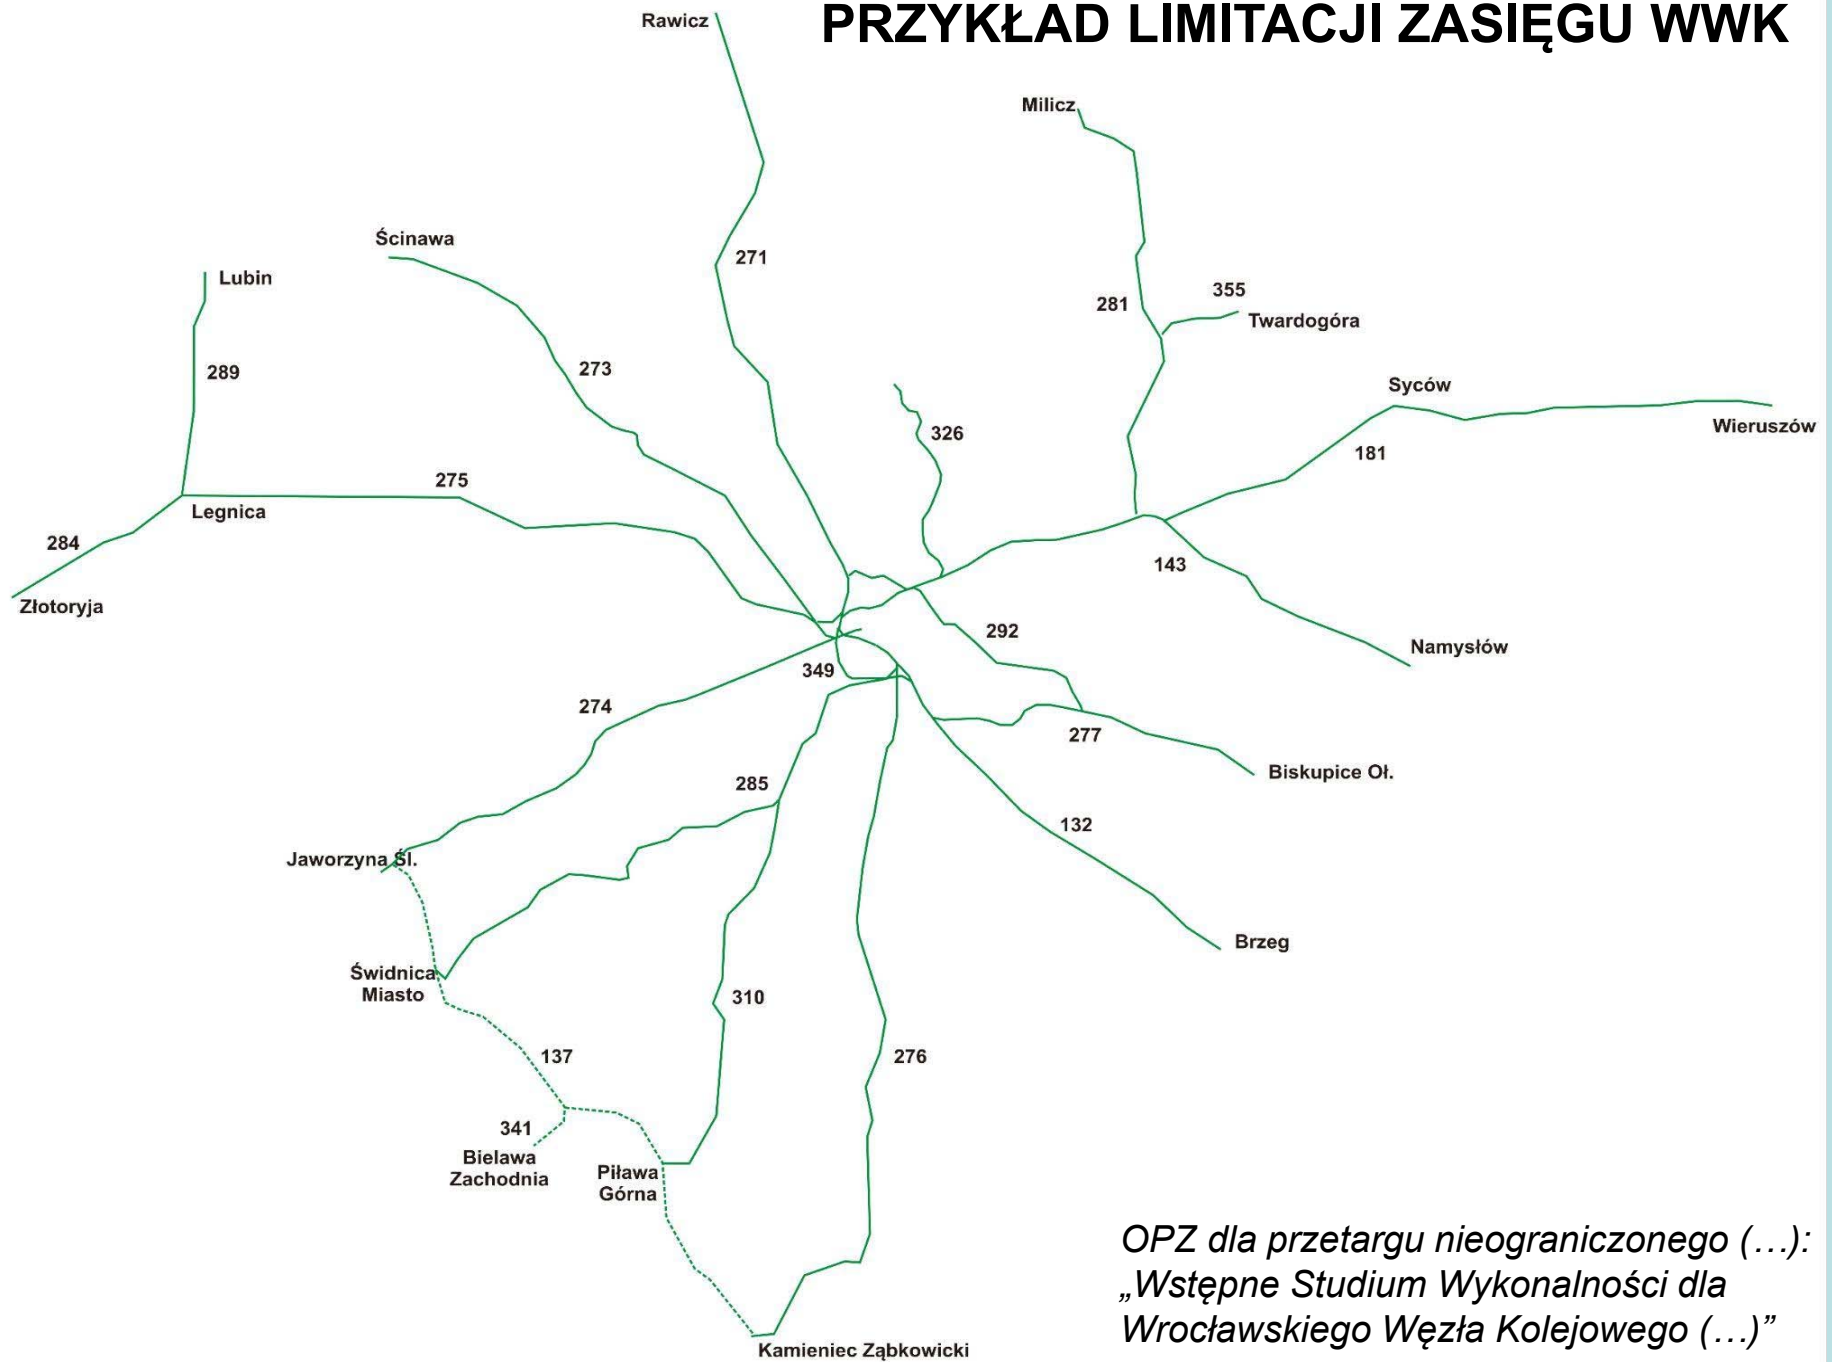 PRZYKŁAD LIMITACJI ZASIĘGU WWK
Rawicz
Milicz
Ścinawa
271
Lubin
281
355
Twardogóra
289
273
Syców
Wieruszów
326
181
275
Legnica
284
143
Złotoryja
292
Namysłów
349
274
277
Biskupice Oł.
285
132
Jaworzyna Śl.
Brzeg
Świdnica
Miasto
310
137
276
341
Bielawa
Zachodnia
Piława
Górna
Kamieniec Ząbkowicki
OPZ dla przetargu nieograniczonego (…):
„Wstępne Studium Wykonalności dla
Wrocławskiego Węzła Kolejowego (…)”